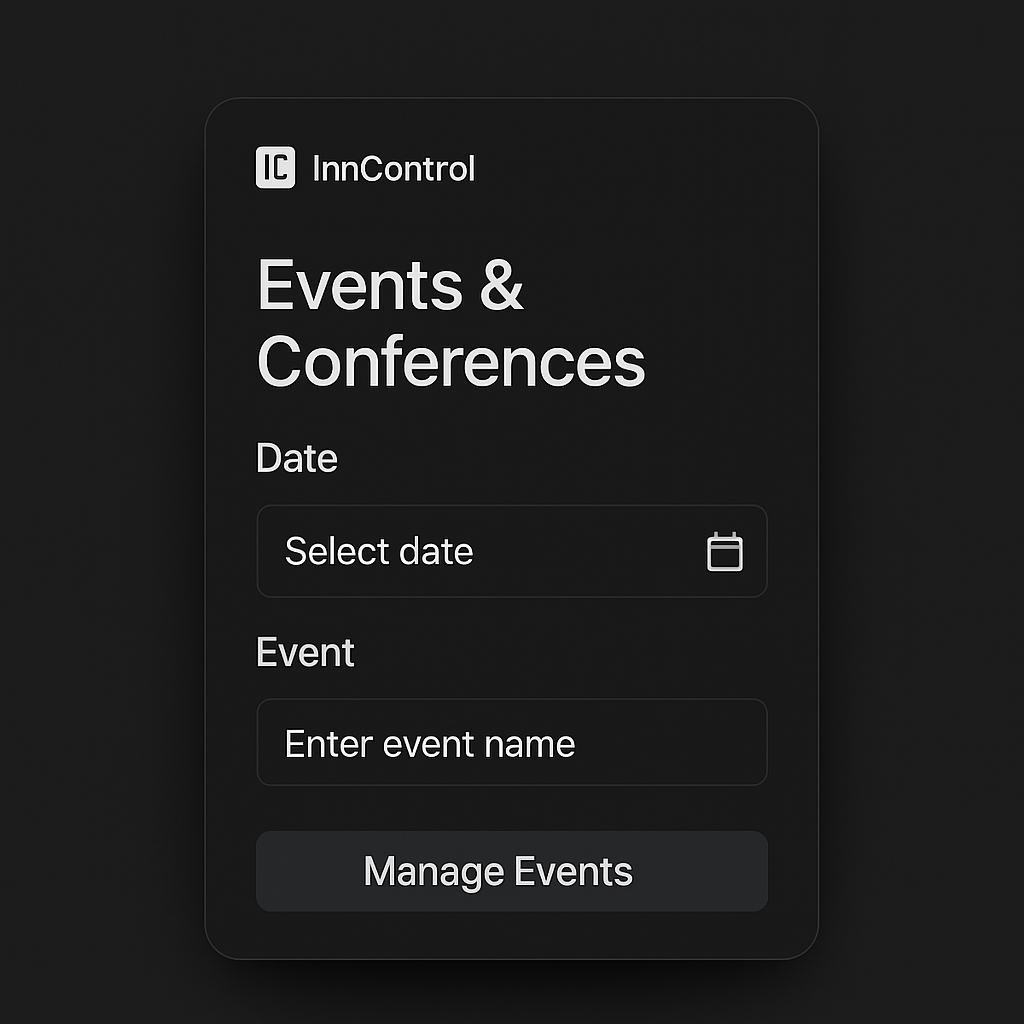 IC InnControl
Events &
Conferences
Date
Select date
Event
Enter event name
Manage Events